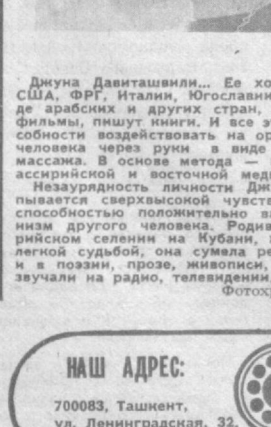 Джуна Давиташвили... Ее хо
США, ФРГ, Италии, Югославии
де арабских и других стран,
фильмы, пишут книги. И все э
собности воздействовать на ор
человека через руки в виде
массажа. В основе метода —
ассирийской и восточной мед
Незаурядность личности Дж
пывается сверхвысокой чувств
способностью положительно в
низм другого человека. Родив
рийском селении на Кубани,
легкой судьбой, она сумела ре
и в поэзии, прозе, живописи,
звучали на радио, телевидении
Фотох
НАШ АДРЕС:
700083, Ташкент,
ул. Ленинградская, 32.